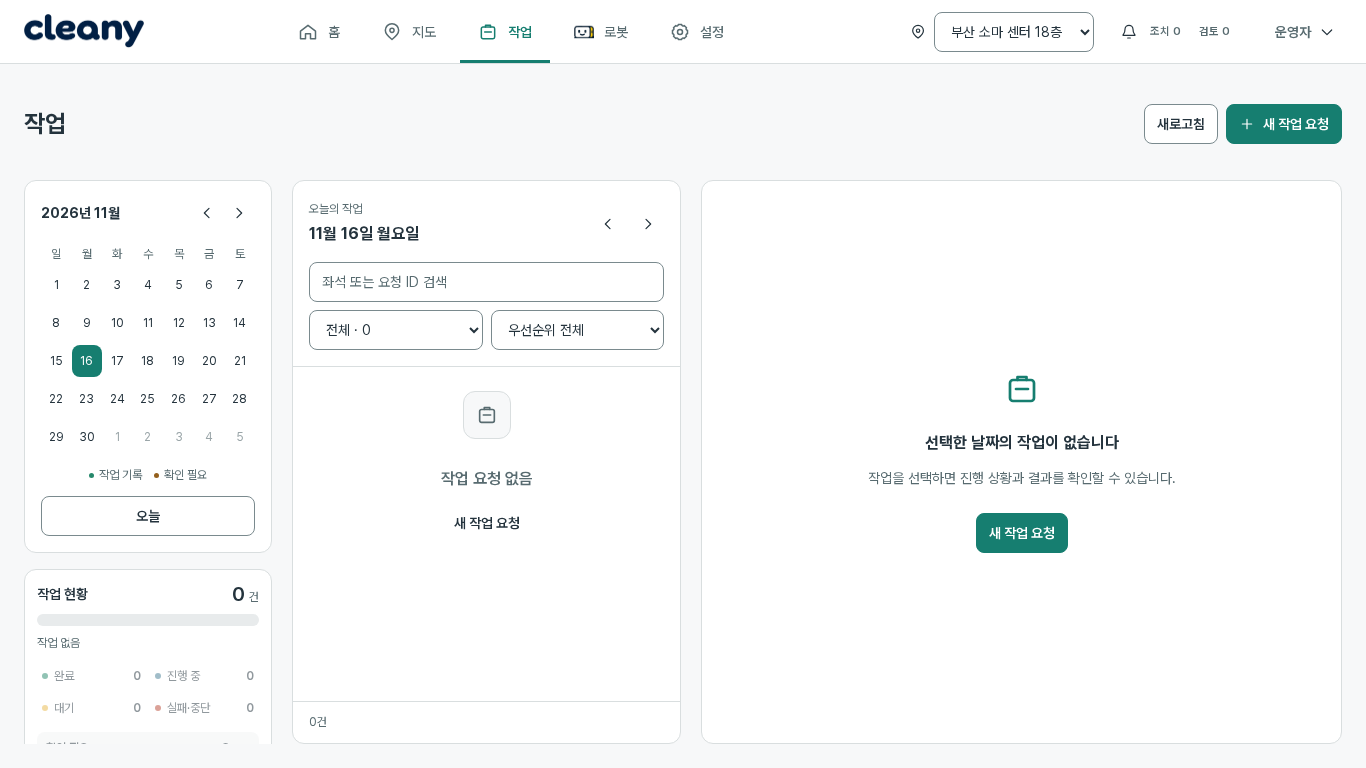 cleany
홈
지도
작업
로봇
설정
부산 소마 센터 18층
조치 0
검토 0
운영자
작업
새로고침
새 작업 요청
2026년 11월
일 월 화 수 목 금 토
1 2 3 4 5 6 7
8 9 10 11 12 13 14
15 16 17 18 19 20 21
22 23 24 25 26 27 28
29 30 1 2 3 4 5
작업 기록 확인 필요
오늘
작업 현황 0 건
작업 없음
완료 0 진행 중 0
대기 0 실패·중단 0
오늘의 작업
11월 16일 월요일
좌석 또는 요청 ID 검색
전체 · 0
우선순위 전체
작업 요청 없음
새 작업 요청
0건
선택한 날짜의 작업이 없습니다
작업을 선택하면 진행 상황과 결과를 확인할 수 있습니다.
새 작업 요청